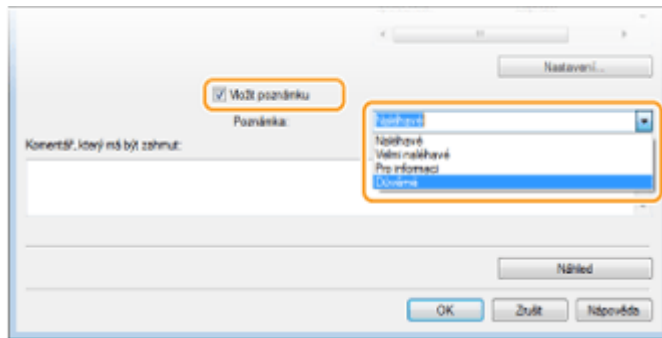 Nastavení...
Vložit poznámku
Poznámka:
Naléhavé
Komentář, který má být zahrnut:
Naléhavé
Velmi naléhavé
Pro informaci
Důvěrné
Náhled
OK
Zrušit
Nápověda